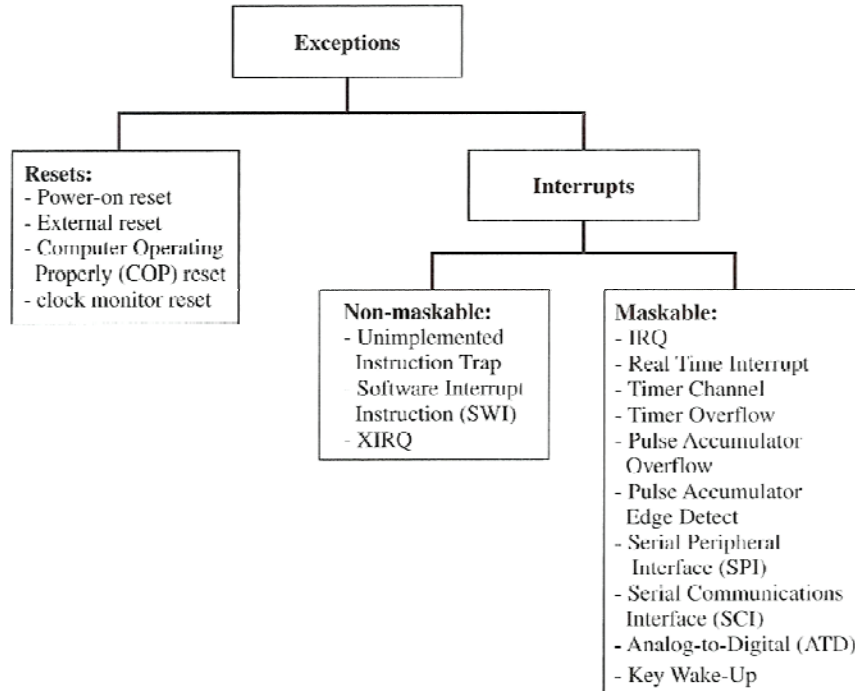 Exceptions
Resets:
- Power-on reset
- External reset
- Computer Operating
Properly (COP) reset
- clock monitor reset
Interrupts
Non-maskable:
- Unimplemented
Instruction Trap
- Software Interrupt
Instruction (SWI)
- XIRQ
Maskable:
- IRQ
- Real Time Interrupt
- Timer Channel
- Timer Overflow
- Pulse Accumulator
Overflow
- Pulse Accumulator
Edge Detect
- Serial Peripheral
Interface (SPI)
- Serial Communications
Interface (SCI)
- Analog-to-Digital (ATD)
- Key Wake-Up